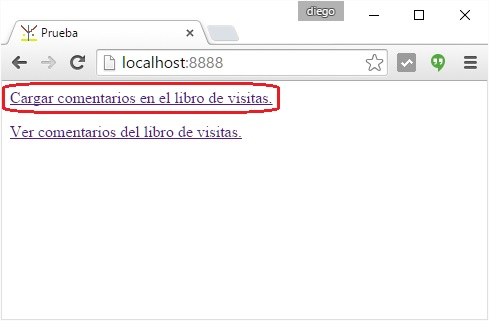 diego
Prueba
localhost:8888
Cargar comentarios en el libro de visitas.
Ver comentarios del libro de visitas.